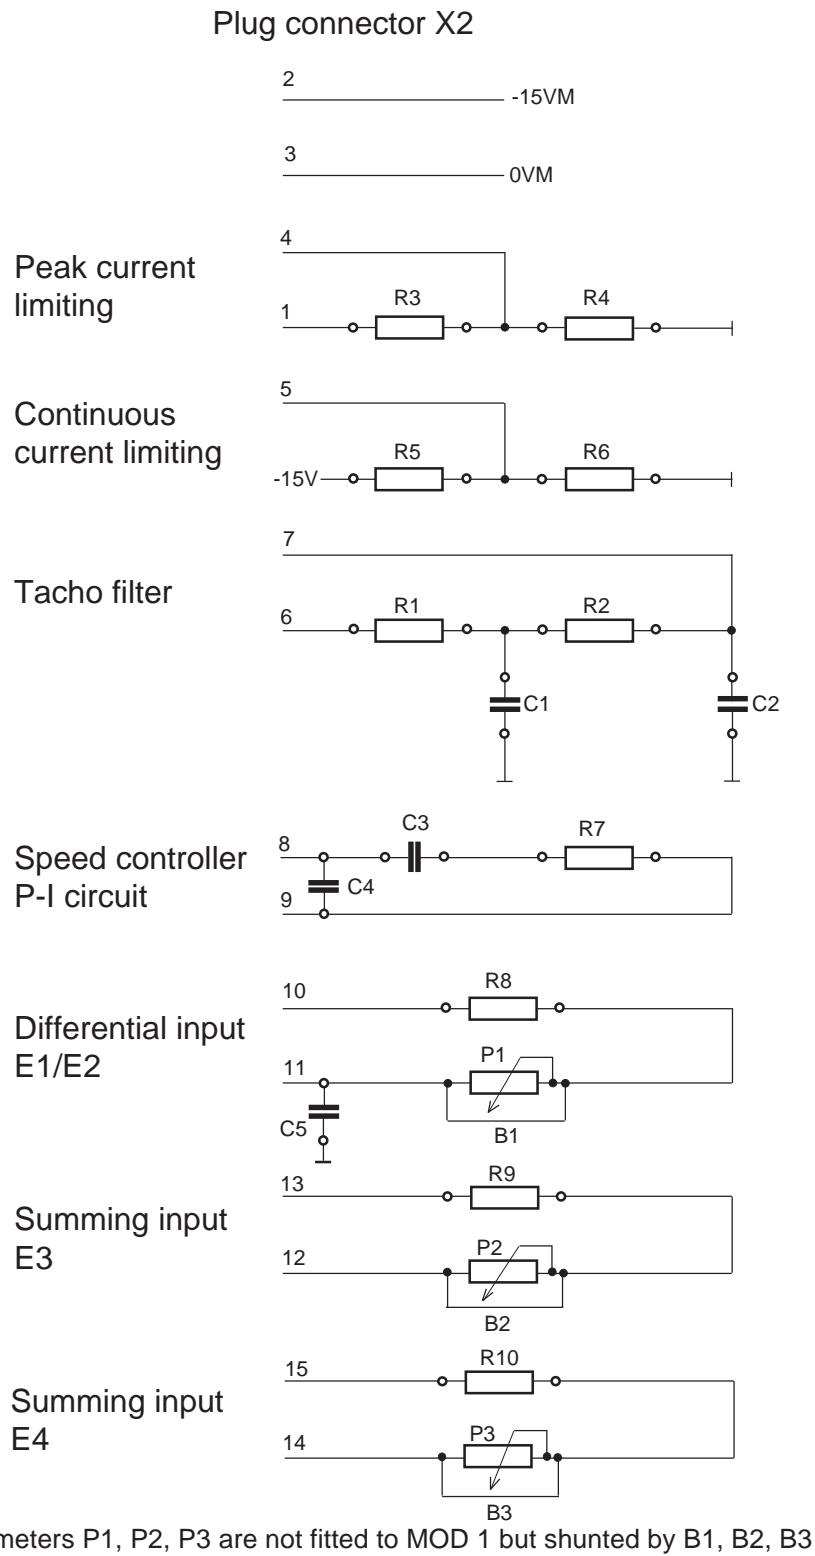 Plug connector X2
2
-15VM
3
0VM
Peak current
limiting
4
1
R3
R4
Continuous
current limiting
5
-15V
R5
R6
Tacho filter
7
6
R1
R2
C1
C2
Speed controller
P-I circuit
8
C3
R7
C4
9
Differential input
E1/E2
10
R8
11
P1
C5
B1
Summing input
E3
13
R9
12
P2
B2
Summing input
E4
15
R10
14
P3
B3
meters P1, P2, P3 are not fitted to MOD 1 but shunted by B1, B2, B3